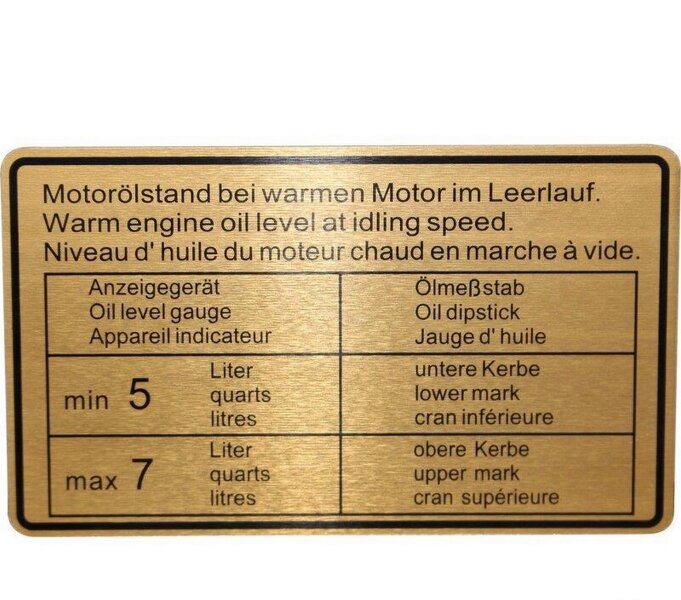 Motorölstand bei warmen Motor im Leerlauf.
Warm engine oil level at idling speed.
Niveau d' huile du moteur chaud en marche à vide.
Anzeigegerät
Oil level gauge
Appareil indicateur
Ölmeßstab
Oil dipstick
Jauge d' huile
min 5
Liter
quarts
litres
untere Kerbe
lower mark
cran inférieure
max 7
Liter
quarts
litres
obere Kerbe
upper mark
cran supérieure